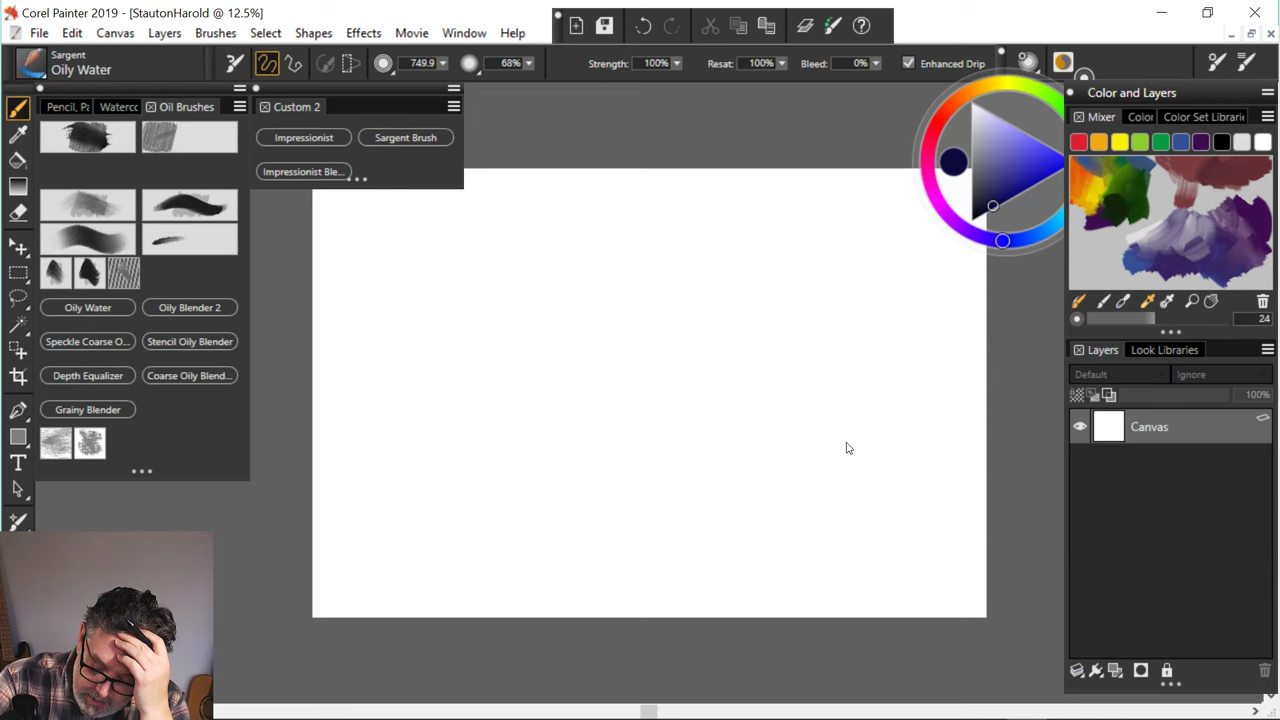 Corel Painter 2019 - [StautonHarold @ 12.5%]
File Edit Canvas Layers Brushes Select Shapes Effects Movie Window Help
Sargent
Oily Water
749.9 68% Strength: 100% Resat: 100% Bleed: 0% Enhanced Drip
Pencil, Pa Waterco Oil Brushes
Custom 2
Impressionist Sargent Brush
Impressionist Ble...
Oily Water Oily Blender 2
Speckle Coarse O... Stencil Oily Blender
Depth Equalizer Coarse Oily Blend...
Grainy Blender
Color and Layers
Mixer Color Color Set Librari
24
Layers Look Libraries
Default Ignore
100%
Canvas